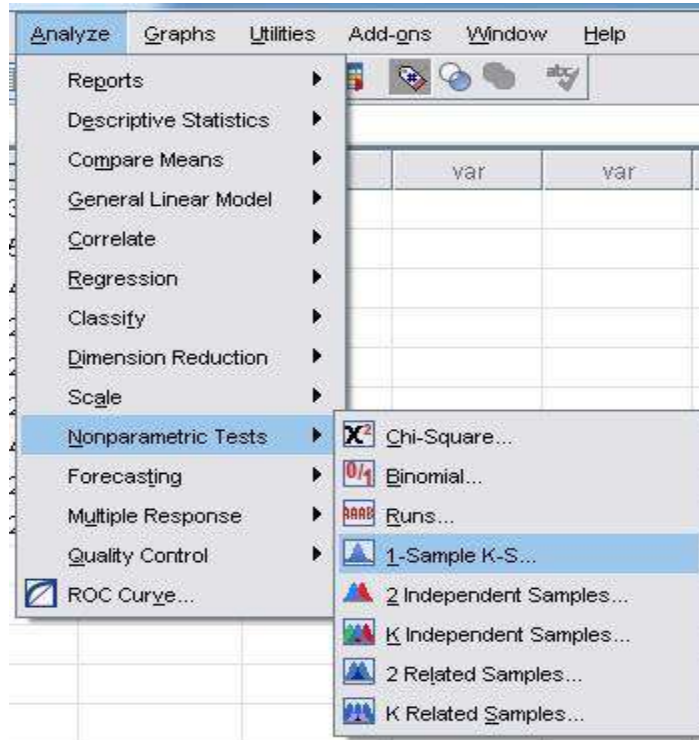 Analyze Graphs Utilities Add-ons Window Help
Reports
Descriptive Statistics
Compare Means
var var
General Linear Model
Correlate
Regression
Classify
Dimension Reduction
Scale
Nonparametric Tests
Chi-Square...
Forecasting
Binomial...
Multiple Response
Runs...
Quality Control
1-Sample K-S...
ROC Curve...
2 Independent Samples...
K Independent Samples...
2 Related Samples...
K Related Samples...